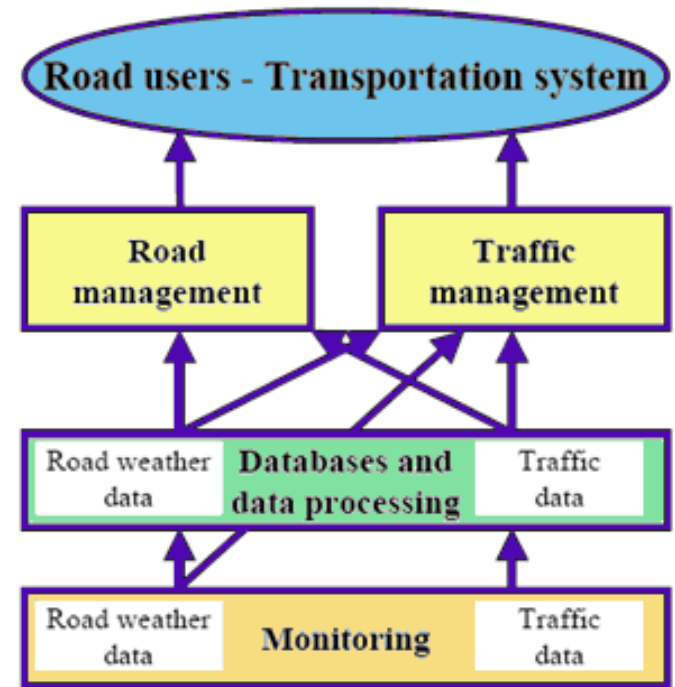 Road users - Transportation system
Road
management
Traffic
management
Road weather
data
Databases and
data processing
Traffic
data
Road weather
data
Monitoring
Traffic
data